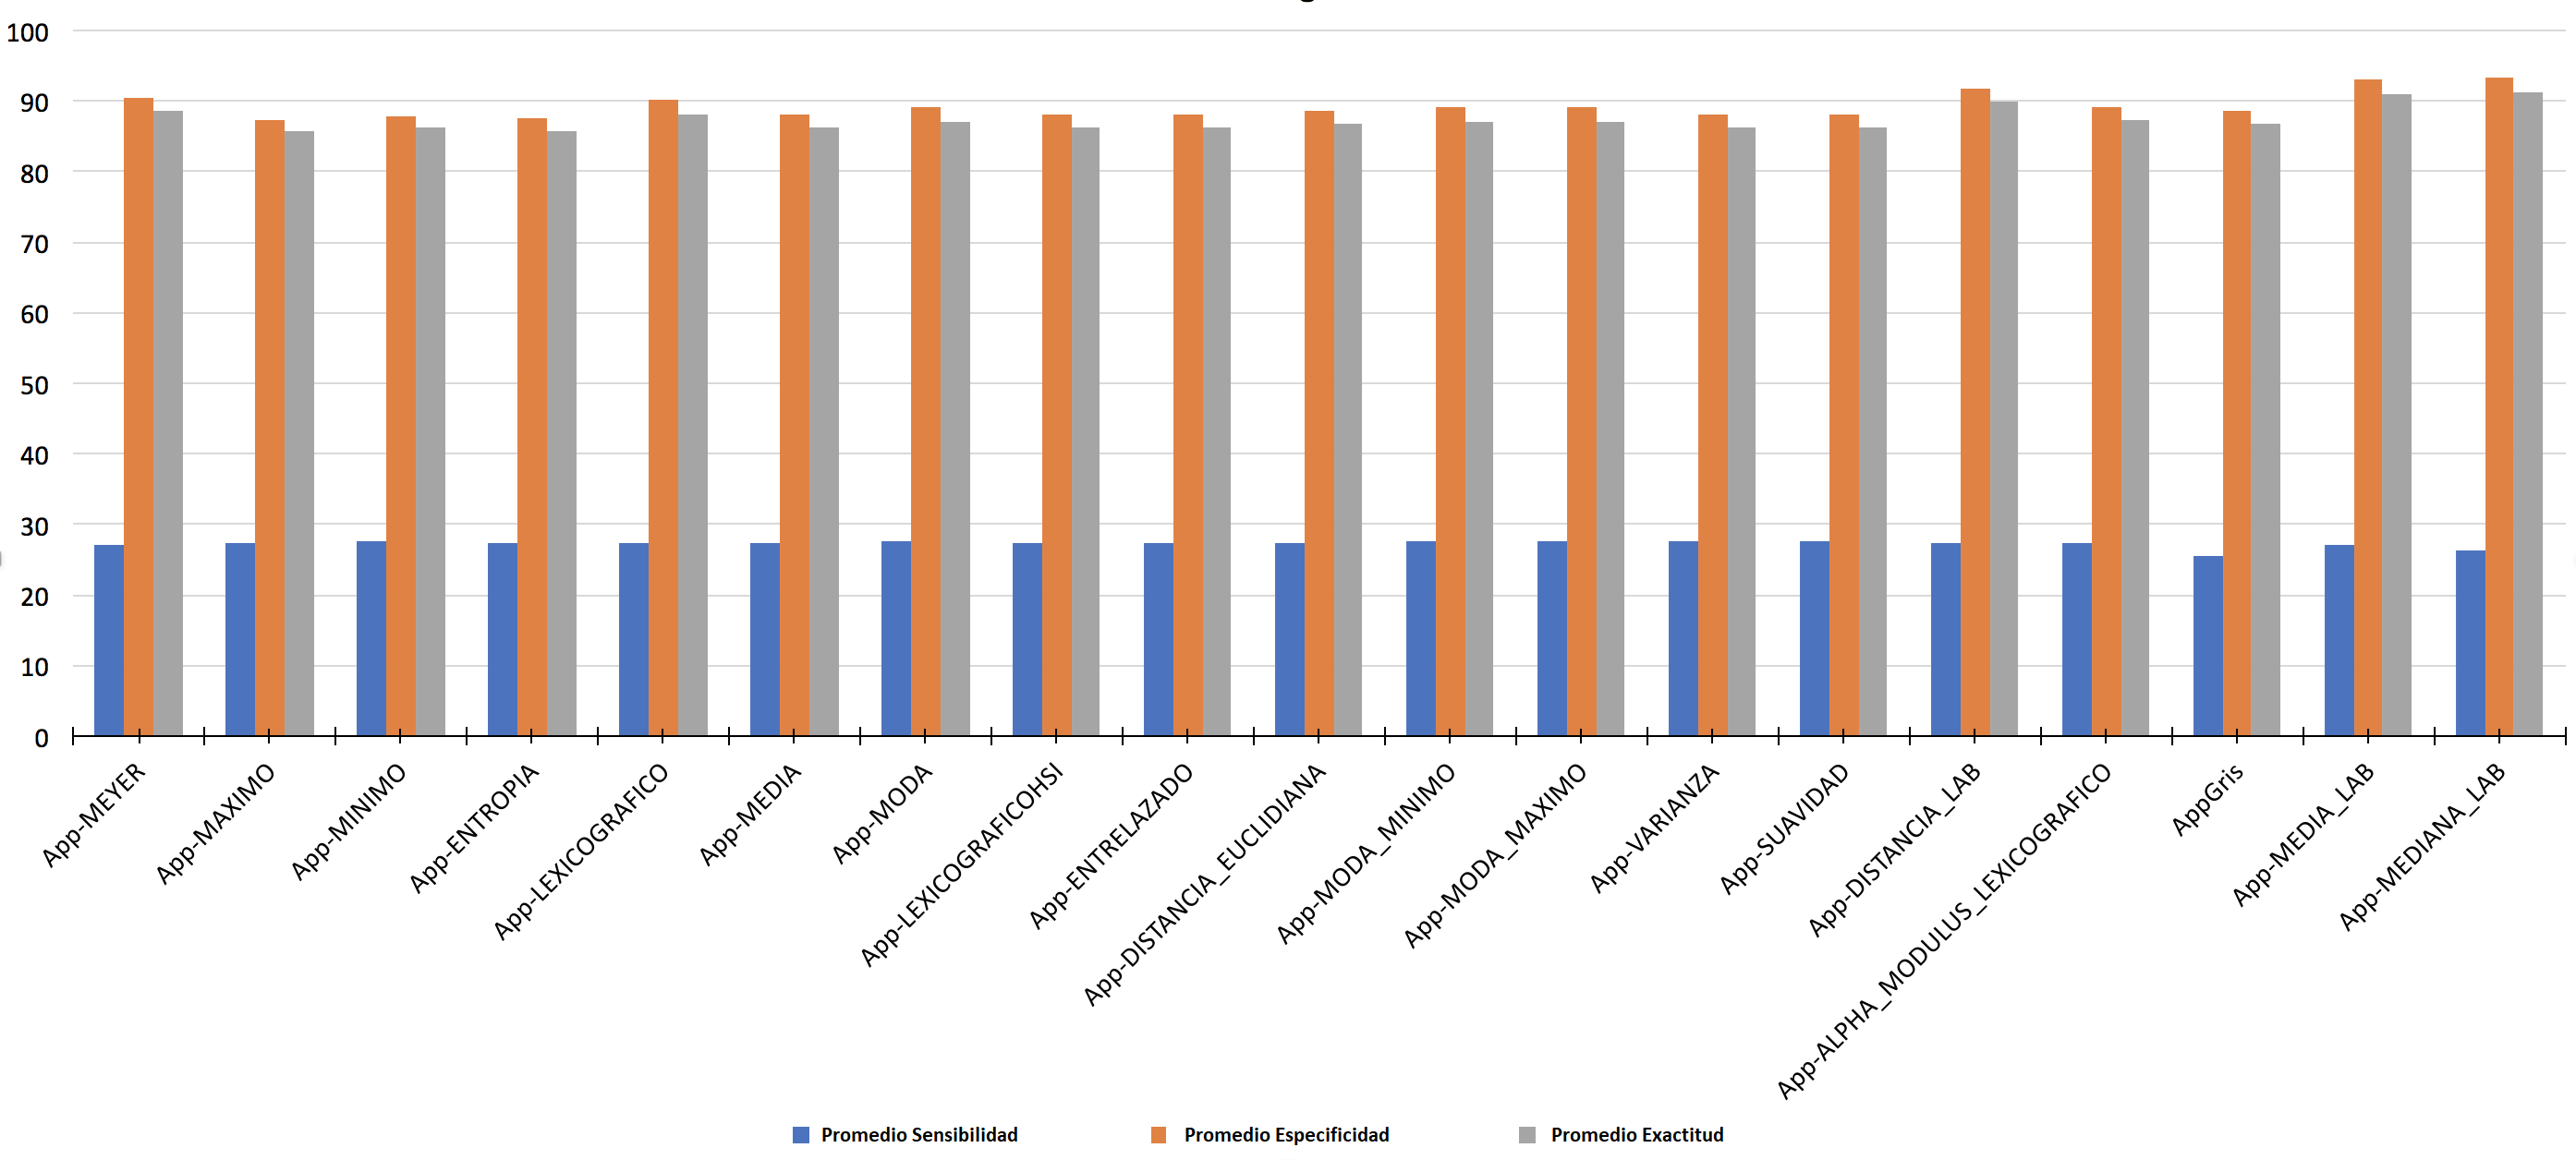 100
90
80
70
60
50
40
30
20
10
0
App-MEYER
App-MAXIMO
App-MINIMO
App-ENTROPIA
App-LEXICOGRAFICO
App-MEDIA
App-MODA
App-LEXICOGRAFICOHSI
App-ENTRELAZADO
App-DISTANCIA_EUCLIDIANA
App-MODA_MINIMO
App-MODA_MAXIMO
App-VARIANZA
App-SUAVIDAD
App-DISTANCIA_LAB
App-ALPHA_MODULUS_LEXICOGRAFICO
AppGris
App-MEDIA_LAB
App-MEDIANA_LAB
Promedio Sensibilidad Promedio Especificidad Promedio Exactitud